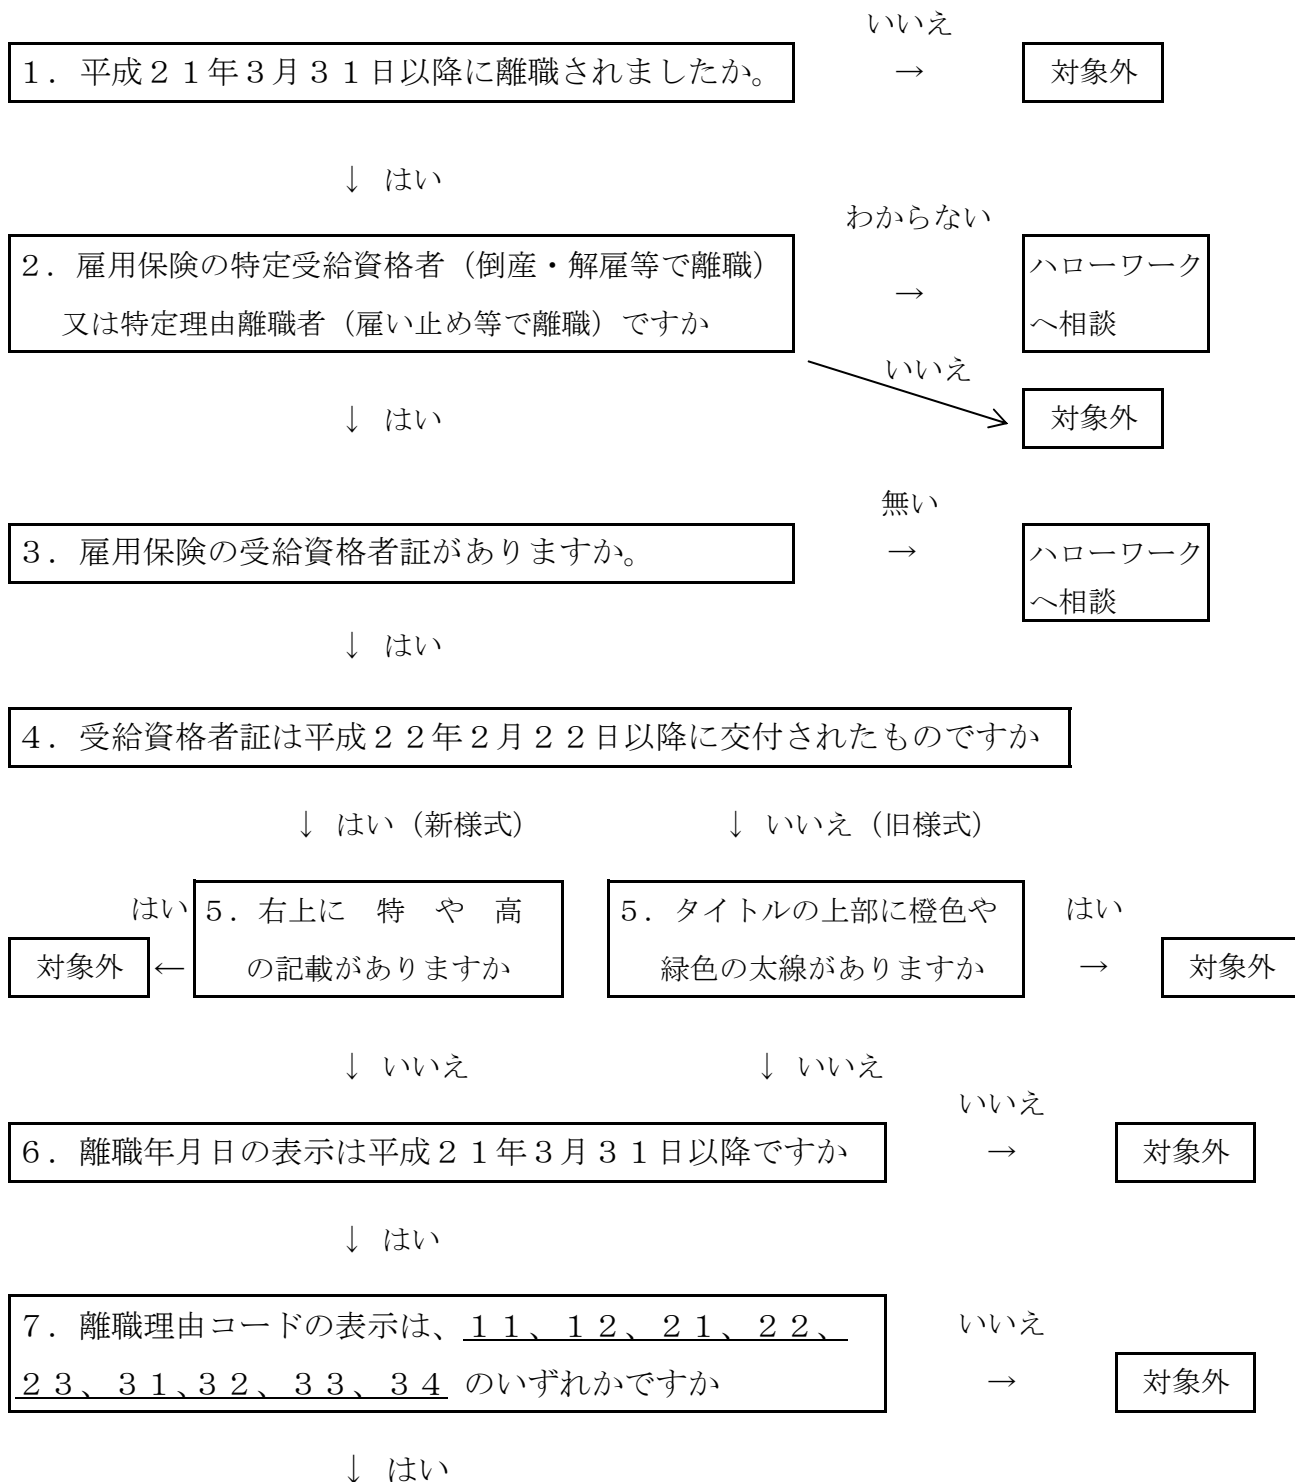 いいえ
１．平成２１年３月３１日以降に離職されましたか。 → 対象外
↓ はい
わからない
２．雇用保険の特定受給資格者（倒産・解雇等で離職）
又は特定理由離職者（雇い止め等で離職）ですか
→
ハローワーク
へ相談
いいえ
対象外
↓ はい
無い
３．雇用保険の受給資格者証がありますか。 →
ハローワーク
へ相談
↓ はい
４．受給資格者証は平成２２年２月２２日以降に交付されたものですか
↓ はい（新様式） ↓ いいえ（旧様式）
はい
５．右上に 特 や 高
の記載がありますか
対象外 ←
５．タイトルの上部に橙色や
緑色の太線がありますか
はい
→ 対象外
↓ いいえ ↓ いいえ
いいえ
６．離職年月日の表示は平成２１年３月３１日以降ですか → 対象外
↓ はい
７．離職理由コードの表示は、１１、１２、２１、２２、
２３、３１、３２、３３、３４ のいずれかですか
いいえ
→ 対象外
↓ はい